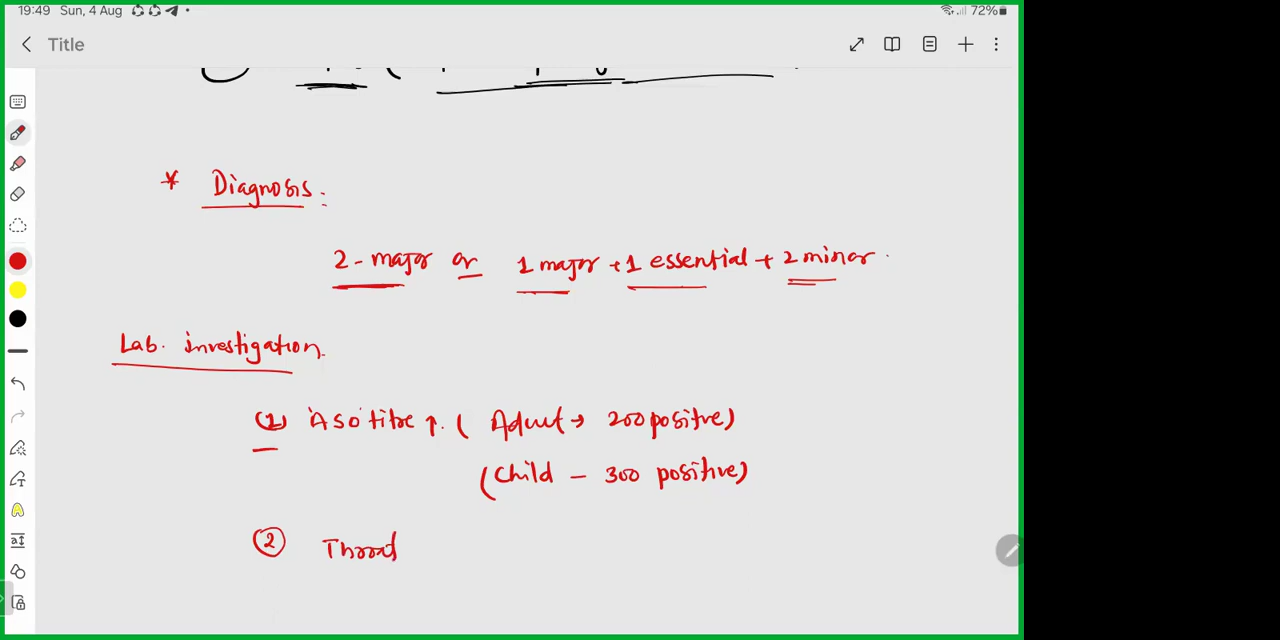 19:49 Sun, 4 Aug
72%
Title
* Diagnosis:
2-major or 1 major + 1 essential + 2 minor.
Lab. investigation.
(1) ASO titre ↑. ( Adult → 200 positive)
(Child - 300 positive)
2 Throat